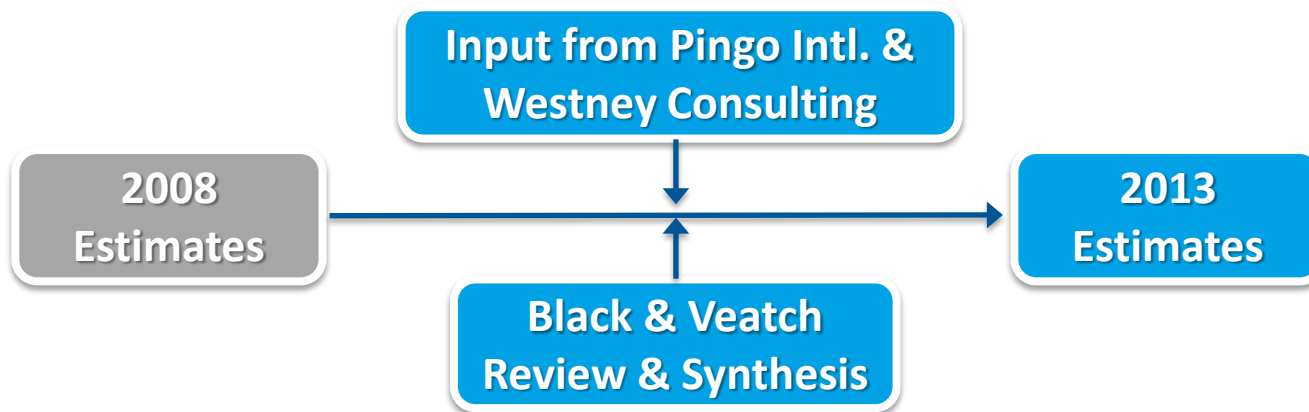 Input from Pingo Intl. &
Westney Consulting
2008
Estimates
2013
Estimates
Black & Veatch
Review & Synthesis